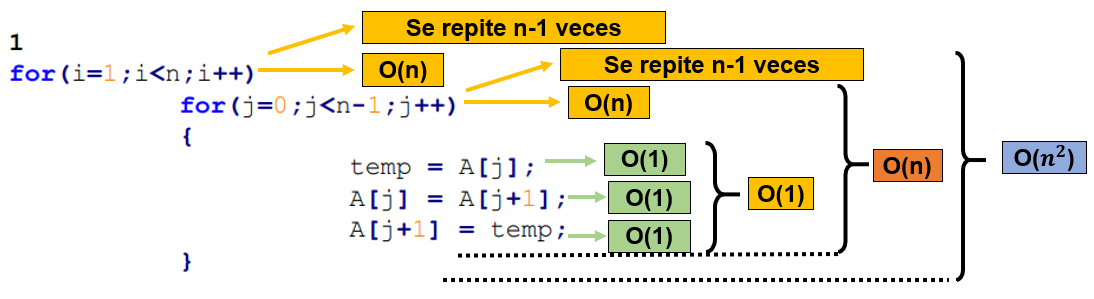 Se repite n-1 veces
1
for(i=1;i<n;i++)
O(n)
Se repite n-1 veces
for(j=0;j<n-1;j++)
O(n)
{
temp = A[j];
O(1)
A[j] = A[j+1];
O(1)
A[j+1] = temp;
O(1)
O(1)
O(n)
O(n²)
}